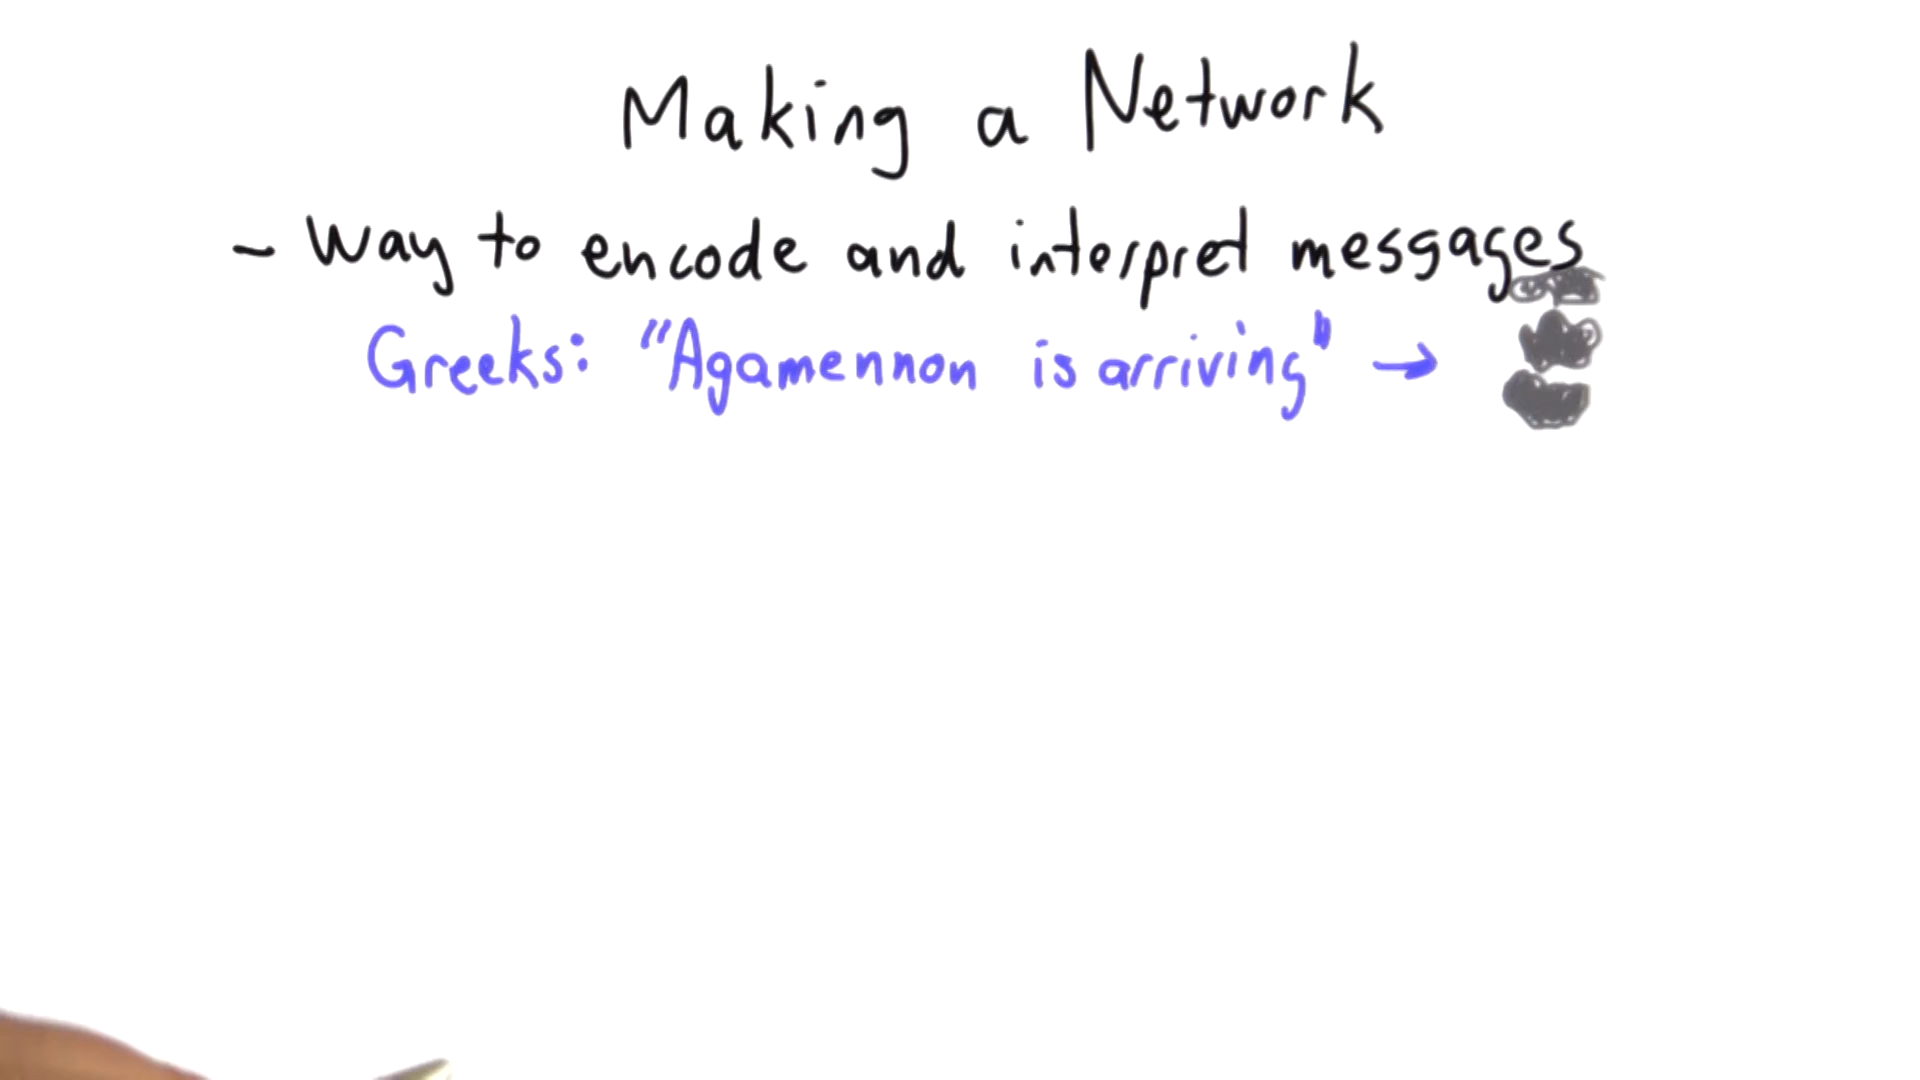 Making a Network
- Way to encode and interpret messages
Greeks: "Agamennon is arriving" →